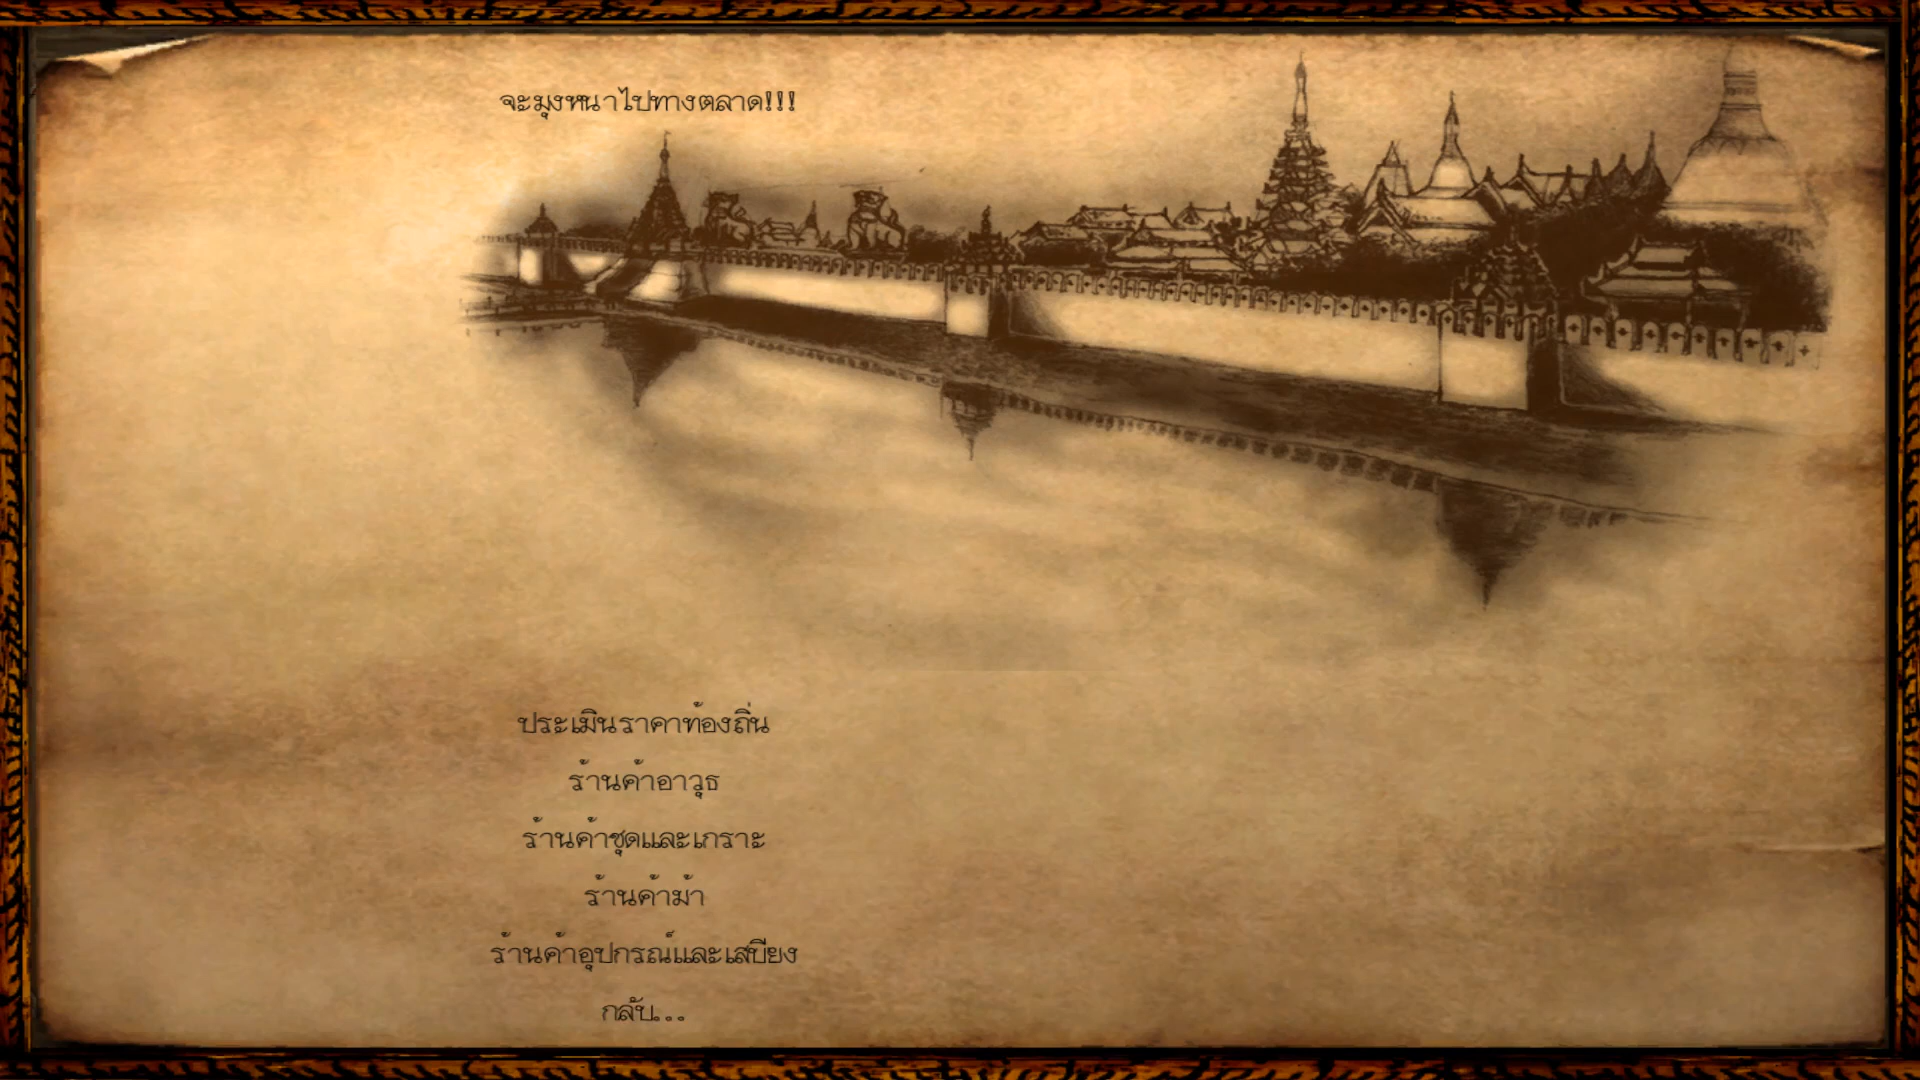 จะมุงหนาไปทางตลาด!!!
ประเมินราคาท้องถิ่น
ร้านค้าอาวุธ
ร้านค้าชุดและเกราะ
ร้านค้าม้า
ร้านค้าอุปกรณ์และเสบียง
กลับ...